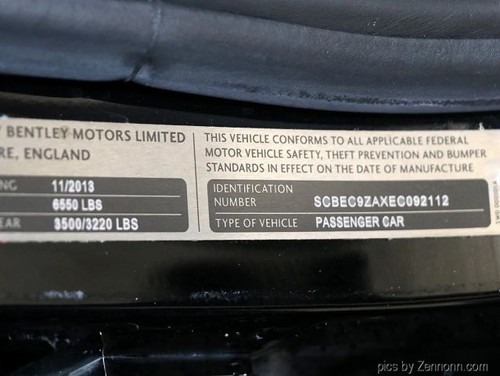 BENTLEY MOTORS LIMITED
RE, ENGLAND
NG 11/2013
6550 LBS
EAR 3500/3220 LBS
THIS VEHICLE CONFORMS TO ALL APPLICABLE FEDERAL
MOTOR VEHICLE SAFETY, THEFT PREVENTION AND BUMPER
STANDARDS IN EFFECT ON THE DATE OF MANUFACTURE
IDENTIFICATION
NUMBER SCBEC9ZAXEC092112
TYPE OF VEHICLE PASSENGER CAR
pics by Zennonn.com